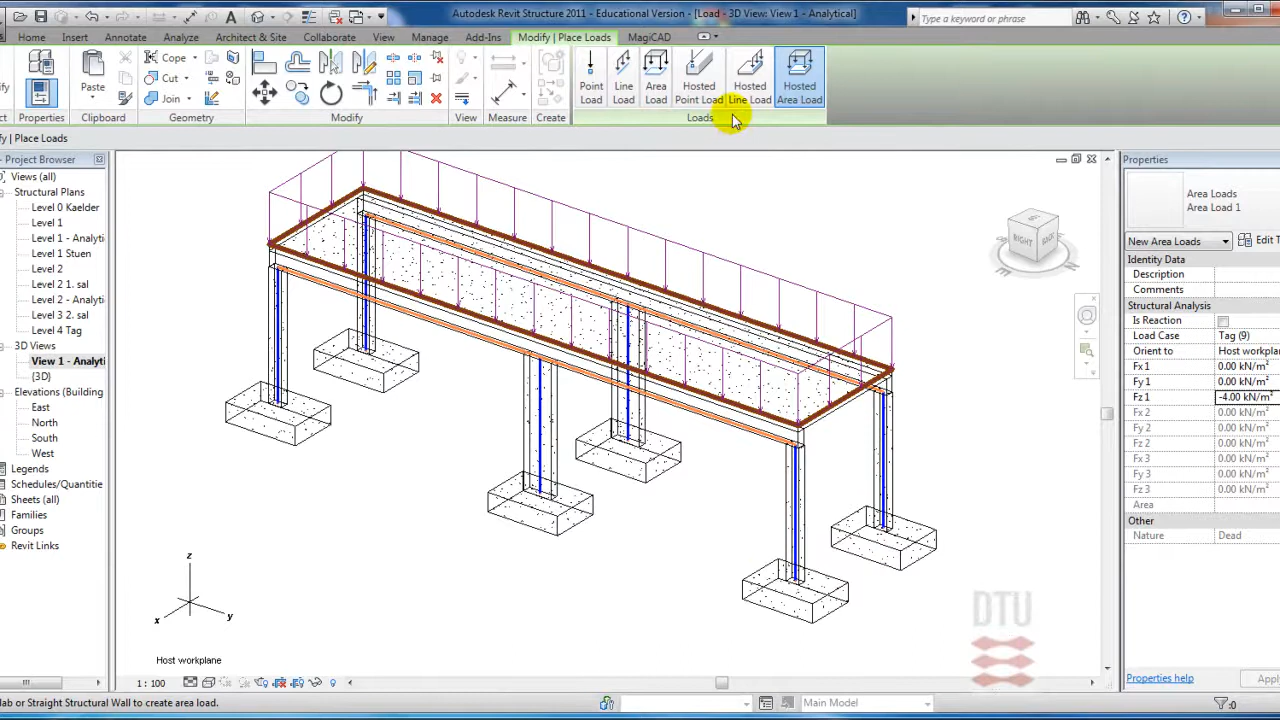 Autodesk Revit Structure 2011 - Educational Version - [Load - 3D View: View 1 - Analytical]
Type a keyword or phrase
Home Insert Annotate Analyze Architect & Site Collaborate View Manage Add-Ins Modify | Place Loads MagiCAD
Cope
Cut
Join
Paste
Point Load
Line Load
Area Load
Hosted Point Load
Hosted Line Load
Hosted Area Load
Properties Clipboard Geometry Modify View Measure Create Loads
fy | Place Loads
Project Browser
Views (all)
Structural Plans
Level 0 Kaelder
Level 1
Level 1 - Analyti
Level 1 Stuen
Level 2
Level 2 1. sal
Level 2 - Analyti
Level 3 2. sal
Level 4 Tag
3D Views
View 1 - Analyti
{3D}
Elevations (Building
East
North
South
West
Legends
Schedules/Quantitie
Sheets (all)
Families
Groups
Revit Links
RIGHT
z
x
y
Host workplane
1 : 100
DTU
Properties
Area Loads
Area Load 1
New Area Loads
Edit T
Identity Data
Description
Comments
Structural Analysis
Is Reaction
Load Case Tag (9)
Orient to Host workplan
Fx 1 0.00 kN/m²
Fy 1 0.00 kN/m²
Fz 1 -4.00 kN/m²
Fx 2 0.00 kN/m²
Fy 2 0.00 kN/m²
Fz 2 0.00 kN/m²
Fx 3 0.00 kN/m²
Fy 3 0.00 kN/m²
Fz 3 0.00 kN/m²
Area
Other
Nature Dead
Properties help
Apply
lab or Straight Structural Wall to create area load.
Main Model
:0